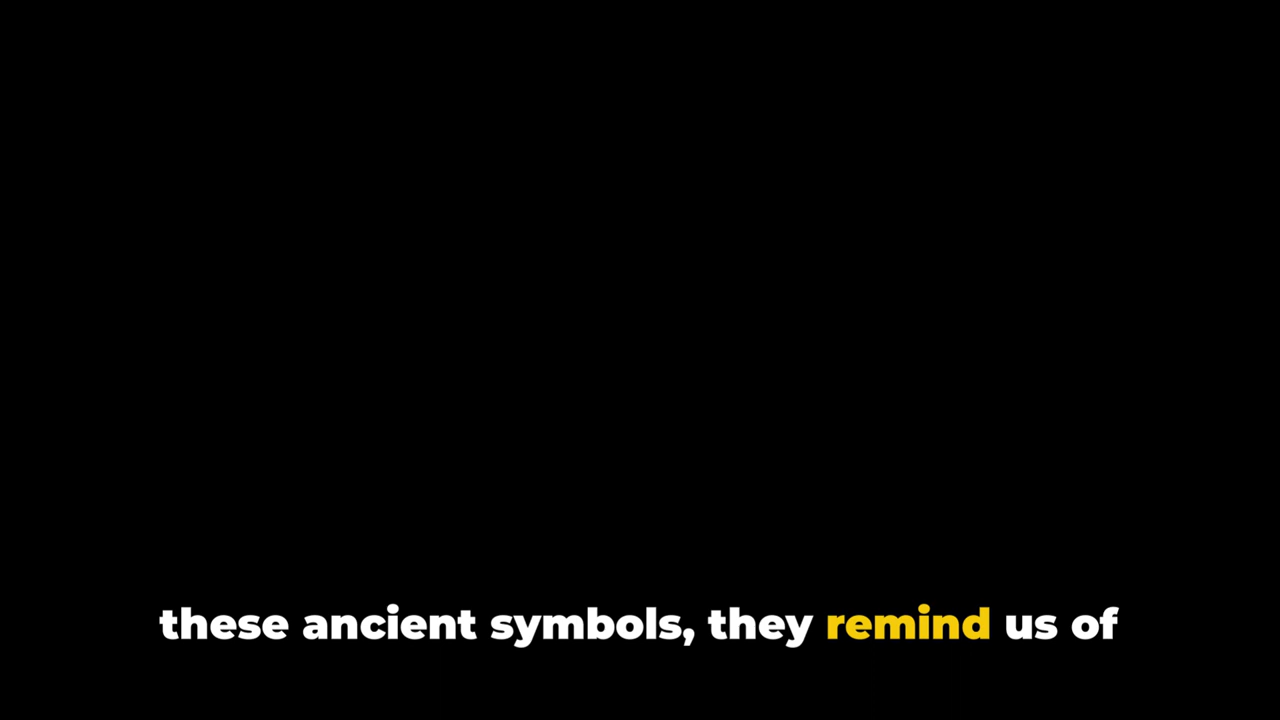 these ancient symbols, they remind us of